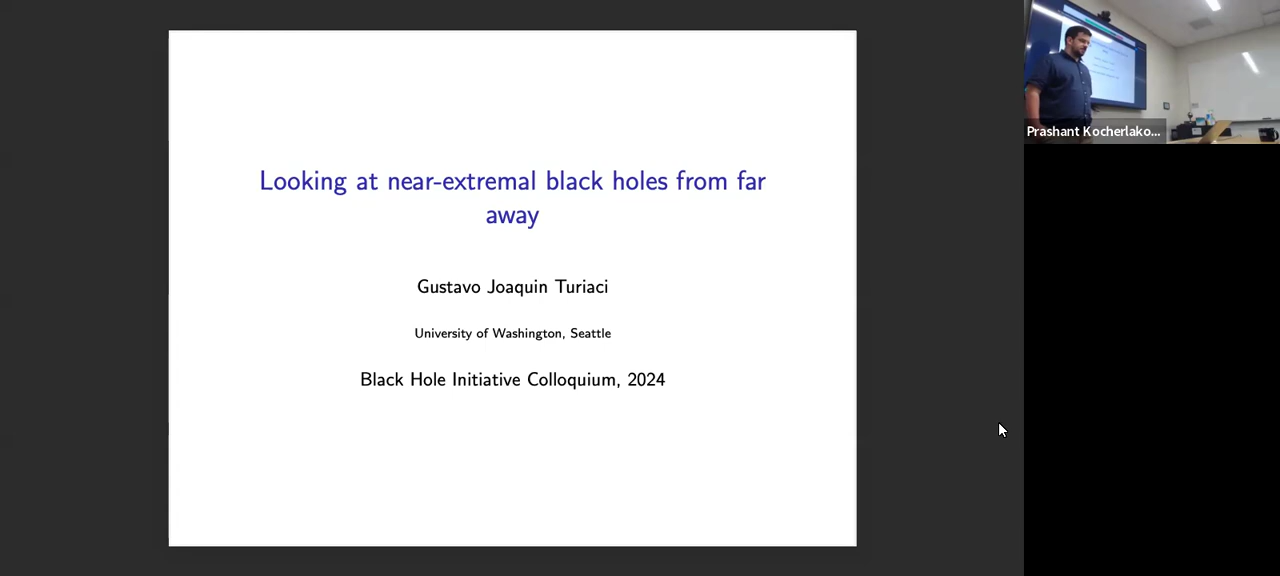 Looking at near-extremal black holes from far
away
Gustavo Joaquin Turiaci
University of Washington, Seattle
Black Hole Initiative Colloquium, 2024
Prashant Kocherlako...